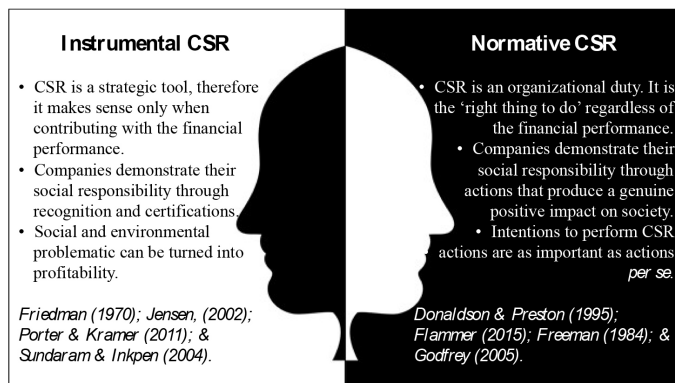 Instrumental CSR
• CSR is a strategic tool, therefore
it makes sense only when
contributing with the financial
performance.
• Companies demonstrate their
social responsibility through
recognition and certifications.
• Social and environmental
problematic can be turned into
profitability.
Friedman (1970); Jensen, (2002);
Porter & Kramer (2011); &
Sundaram & Inkpen (2004).
Normative CSR
• CSR is an organizational duty. It is
the ‘right thing to do’ regardless of
the financial performance.
• Companies demonstrate their
social responsibility through
actions that produce a genuine
positive impact on society.
• Intentions to perform CSR
actions are as important as actions
per se.
Donaldson & Preston (1995);
Flammer (2015); Freeman (1984); &
Godfrey (2005).